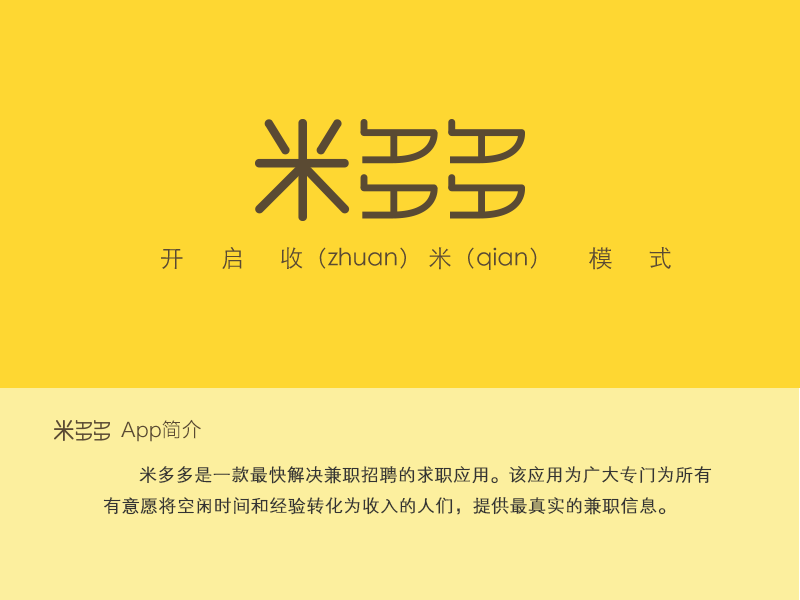 米多多
开启收（zhuan）米（qian）模式
米多多 App简介
米多多是一款最快解决兼职招聘的求职应用。该应用为广大专门为所有
有意愿将空闲时间和经验转化为收入的人们，提供最真实的兼职信息。